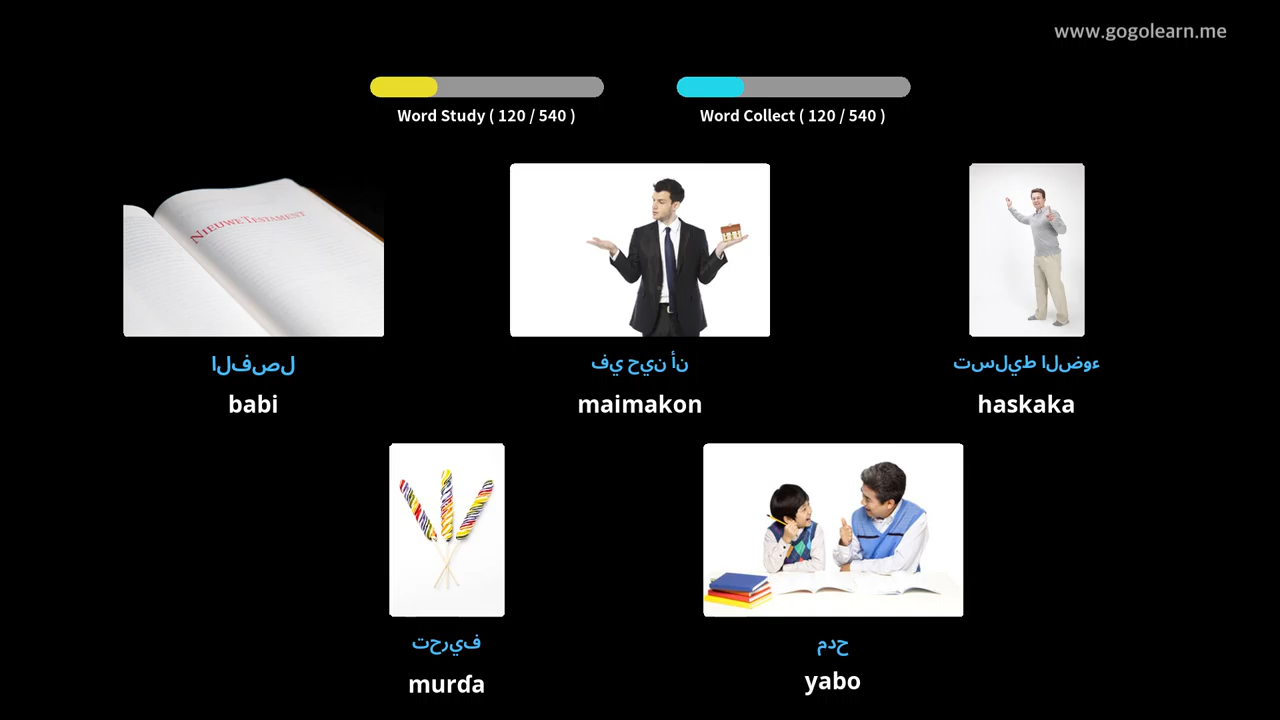 www.gogolearn.me
Word Study ( 120 / 540 )
Word Collect ( 120 / 540 )
الفصل
babi
في حين أن
maimakon
تسليط الضوء
haskaka
تحريف
murɗa
مدح
yabo
NIEUWE TESTAMENT